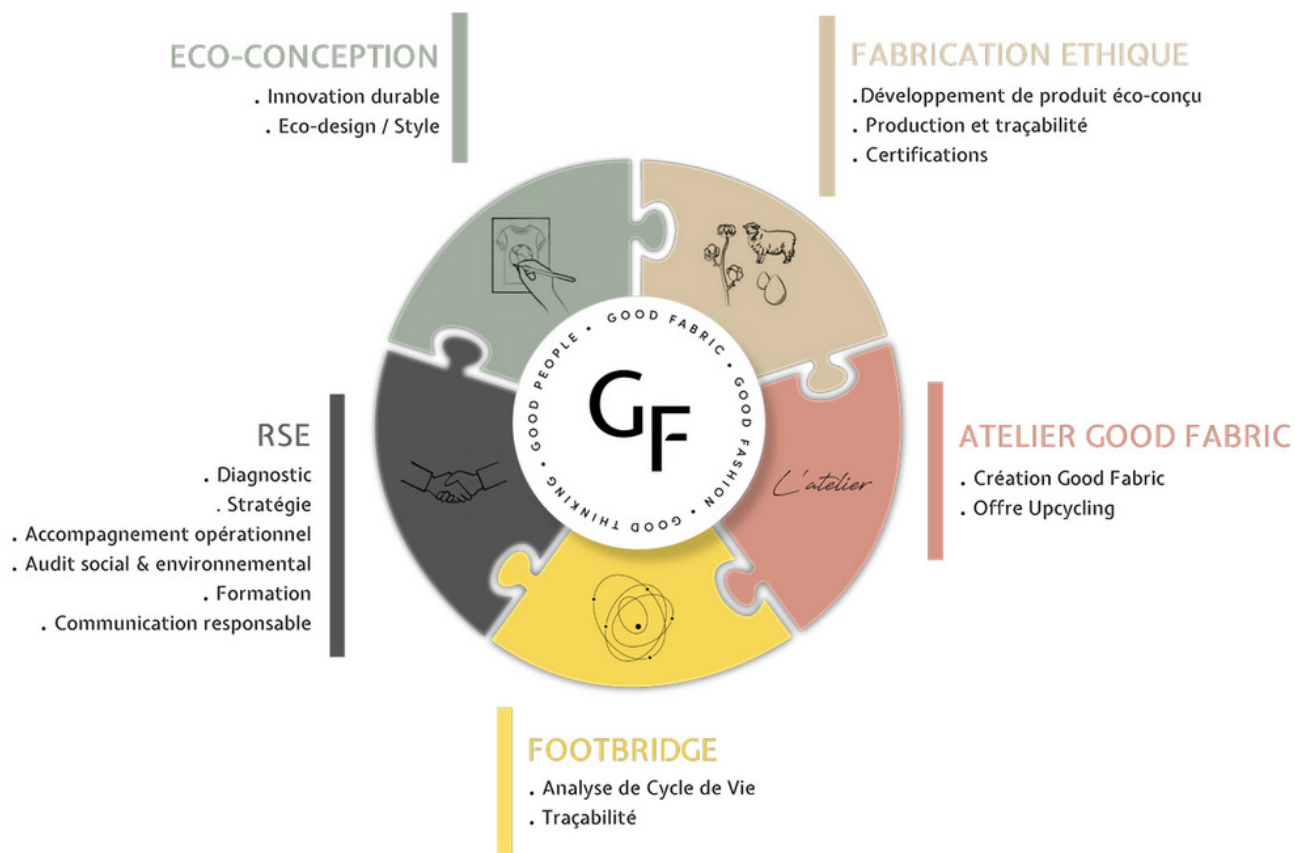 ECO-CONCEPTION
. Innovation durable
. Eco-design / Style
FABRICATION ETHIQUE
.Développement de produit éco-conçu
. Production et traçabilité
. Certifications
GOOD PEOPLE • GOOD FABRIC • GOOD FASHION • GOOD THINKING •
GF
L'atelier
RSE
. Diagnostic
. Stratégie
. Accompagnement opérationnel
. Audit social & environnemental
. Formation
. Communication responsable
ATELIER GOOD FABRIC
. Création Good Fabric
. Offre Upcycling
FOOTBRIDGE
. Analyse de Cycle de Vie
. Traçabilité